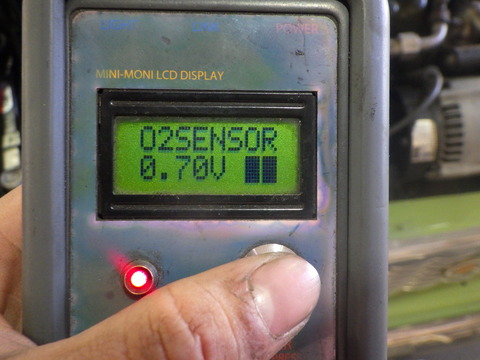 POWER
MINI-MONI LCD DISPLAY
O2SENSOR
0.70V